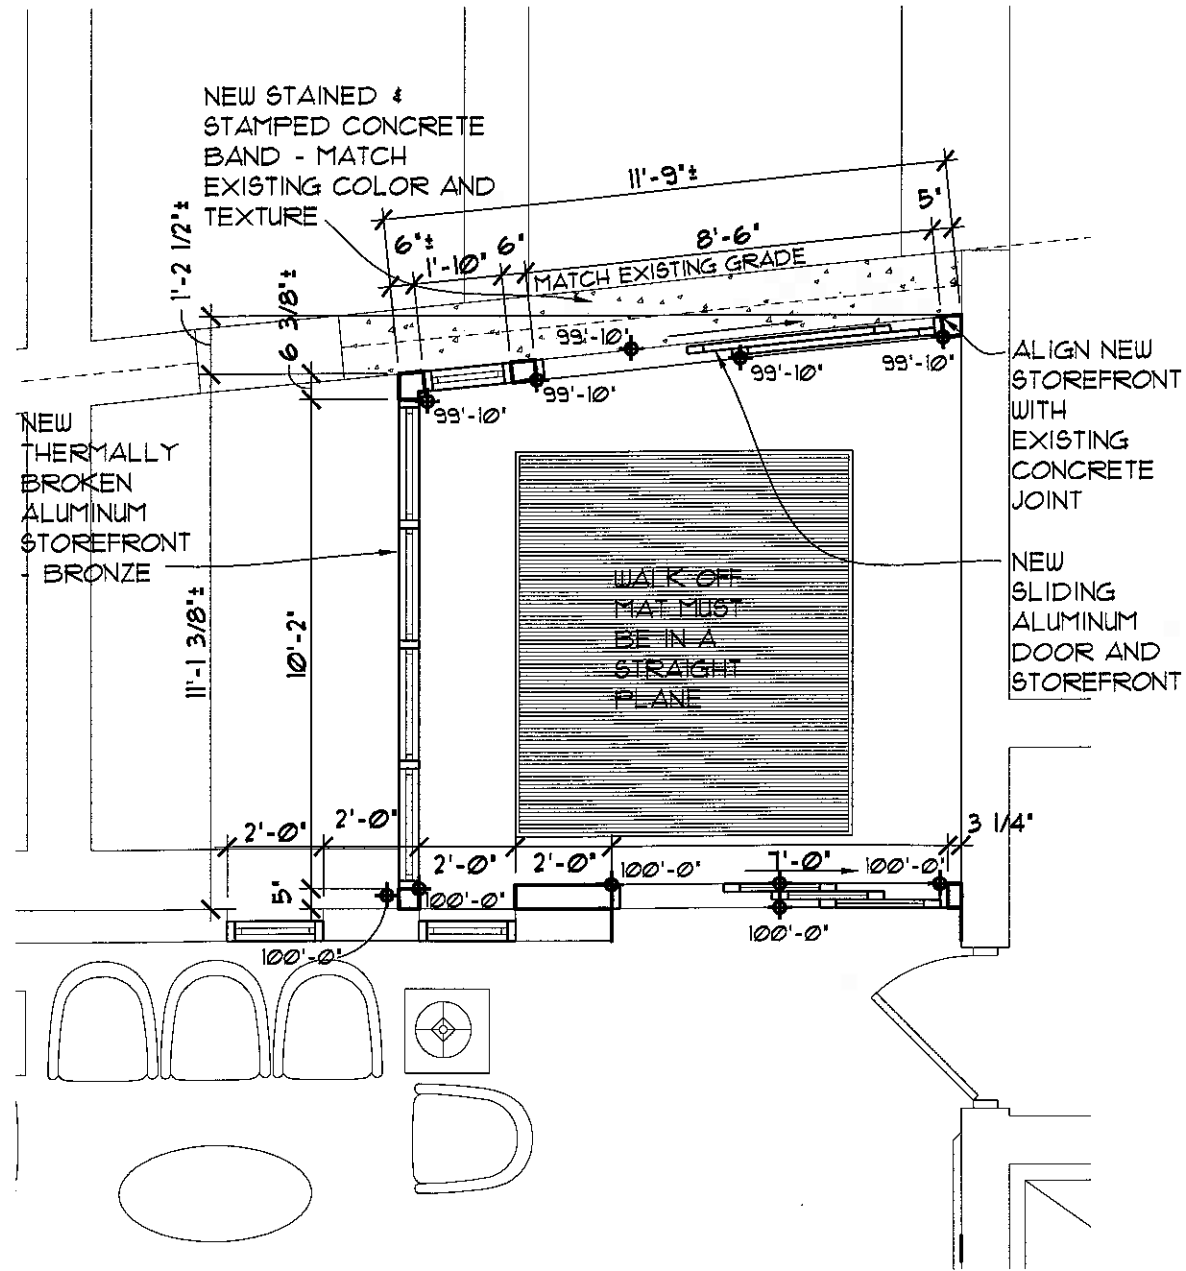 NEW STAINED &
STAMPED CONCRETE
BAND - MATCH
EXISTING COLOR AND
TEXTURE
11'-9"±
5"
8'-6"
6"±
1'-10"
6"
MATCH EXISTING GRADE
1'-2 1/2"±
6 3/8"±
99'-10"
99'-10"
99'-10"
99'-10"
99'-10"
ALIGN NEW
STOREFRONT
WITH
EXISTING
CONCRETE
JOINT
NEW
THERMALLY
BROKEN
ALUMINUM
STOREFRONT
- BRONZE
NEW
SLIDING
ALUMINUM
DOOR AND
STOREFRONT
WALK OFF
MAT MUST
BE IN A
STRAIGHT
PLANE
11'-1 3/8"±
10'-2"
2'-0"
2'-0"
2'-0"
2'-0"
3 1/4"
5"
100'-0"
100'-0"
7'-0"
100'-0"
100'-0"
100'-0"